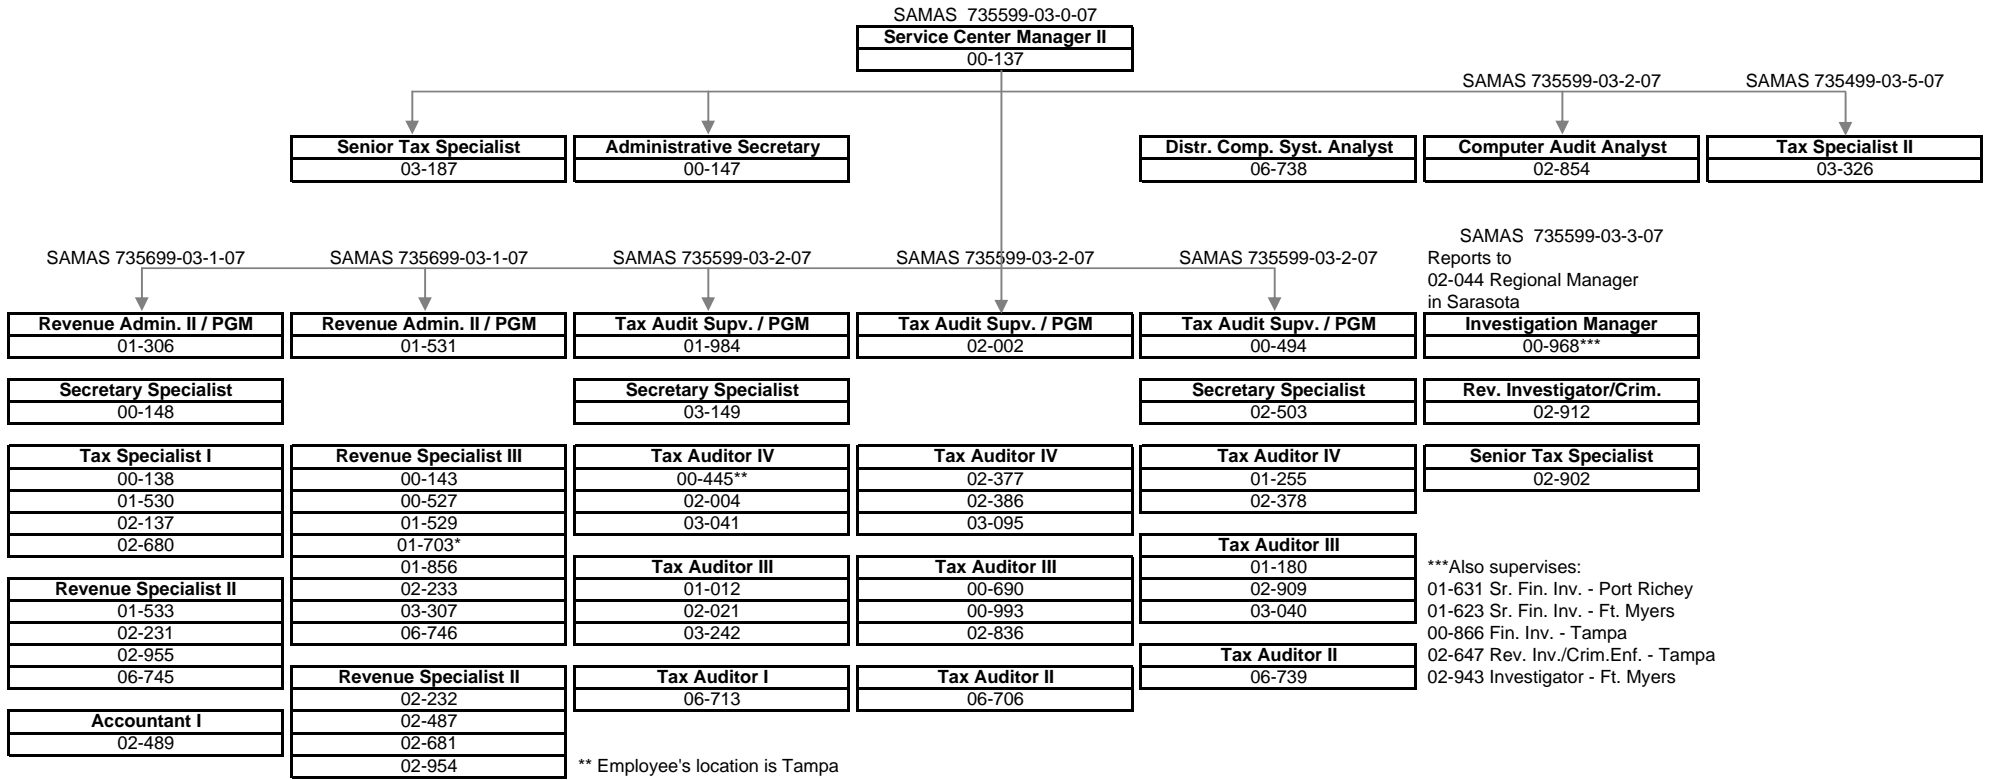 SAMAS 735599-03-0-07
Service Center Manager II
00-137
SAMAS 735599-03-2-07
SAMAS 735499-03-5-07
Senior Tax Specialist
03-187
Administrative Secretary
00-147
Distr. Comp. Syst. Analyst
06-738
Computer Audit Analyst
02-854
Tax Specialist II
03-326
SAMAS 735699-03-1-07
Revenue Admin. II / PGM
01-306
Secretary Specialist
00-148
Tax Specialist I
00-138
01-530
02-137
02-680
Revenue Specialist II
01-533
02-231
02-955
06-745
Accountant I
02-489
SAMAS 735699-03-1-07
Revenue Admin. II / PGM
01-531
Revenue Specialist III
00-143
00-527
01-529
01-703*
01-856
02-233
03-307
06-746
Revenue Specialist II
02-232
02-487
02-681
02-954
SAMAS 735599-03-2-07
Tax Audit Supv. / PGM
01-984
Secretary Specialist
03-149
Tax Auditor IV
00-445**
02-004
03-041
Tax Auditor III
01-012
02-021
03-242
Tax Auditor I
06-713
** Employee's location is Tampa
SAMAS 735599-03-2-07
Tax Audit Supv. / PGM
02-002
Tax Auditor IV
02-377
02-386
03-095
Tax Auditor III
00-690
00-993
02-836
Tax Auditor II
06-706
SAMAS 735599-03-2-07
Tax Audit Supv. / PGM
00-494
Secretary Specialist
02-503
Tax Auditor IV
01-255
02-378
Tax Auditor III
01-180
02-909
03-040
Tax Auditor II
06-739
SAMAS 735599-03-3-07
Reports to
02-044 Regional Manager
in Sarasota
Investigation Manager
00-968***
Rev. Investigator/Crim.
02-912
Senior Tax Specialist
02-902
***Also supervises:
01-631 Sr. Fin. Inv. - Port Richey
01-623 Sr. Fin. Inv. - Ft. Myers
00-866 Fin. Inv. - Tampa
02-647 Rev. Inv./Crim.Enf. - Tampa
02-943 Investigator - Ft. Myers